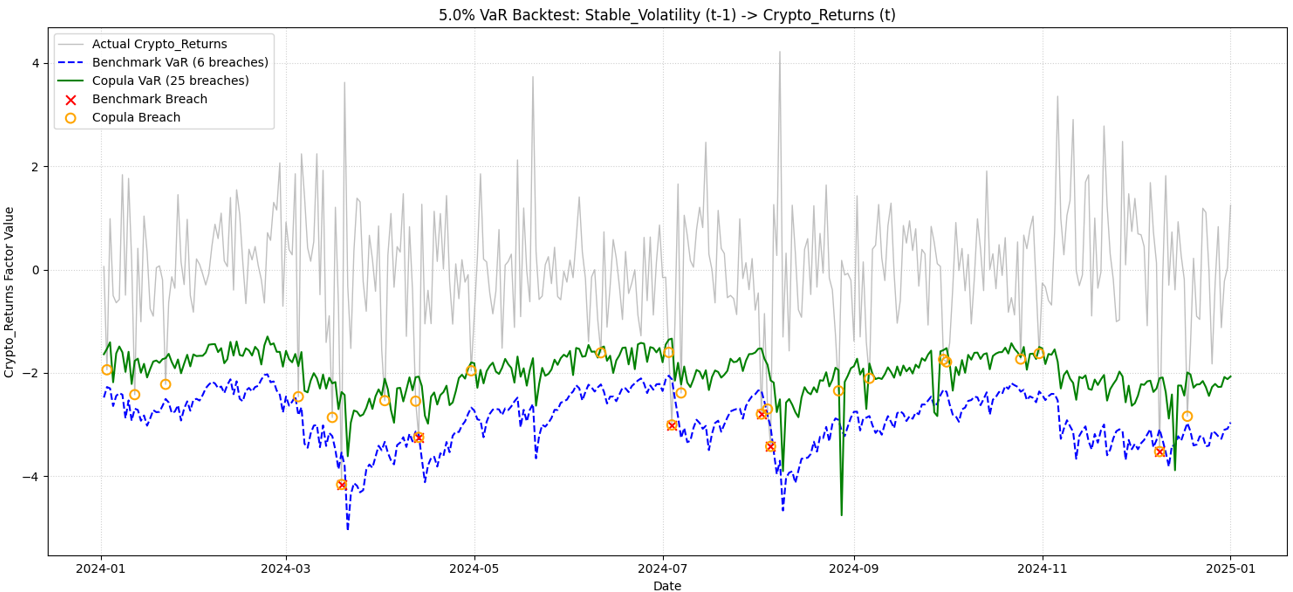 5.0% VaR Backtest: Stable_Volatility (t-1) -> Crypto_Returns (t)
Actual Crypto_Returns
Benchmark VaR (6 breaches)
Copula VaR (25 breaches)
Benchmark Breach
Copula Breach
Crypto_Returns Factor Value
4
2
0
−2
−4
2024-01
2024-03
2024-05
2024-07
2024-09
2024-11
2025-01
Date